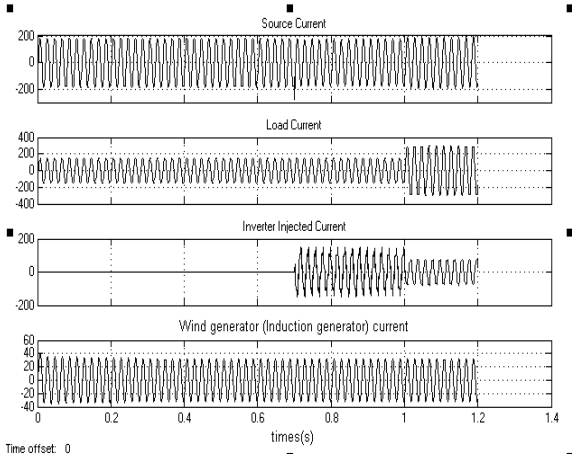 Source Current
200
0
-200
Load Current
400
200
0
-200
-400
Inverter Injected Current
200
0
-200
Wind generator (Induction generator) current
60
40
20
0
-20
-40
0 0.2 0.4 0.6 0.8 1 1.2 1.4
times(s)
Time offset: 0